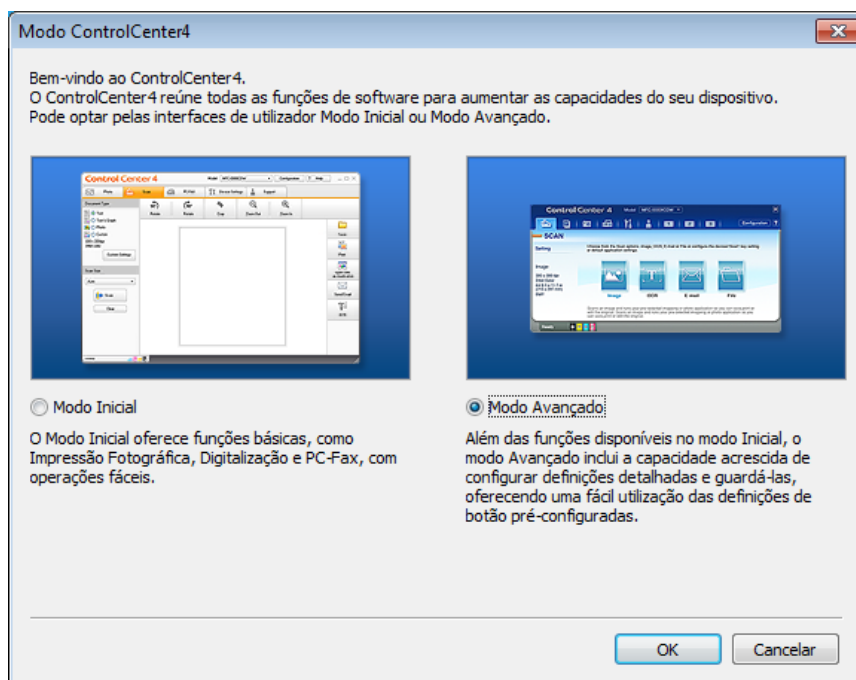 Modo ControlCenter4
Bem-vindo ao ControlCenter4.
O ControlCenter4 reúne todas as funções de software para aumentar as capacidades do seu dispositivo.
Pode optar pelas interfaces de utilizador Modo Inicial ou Modo Avançado.
Control Center 4
Control Center 4
SCAN
Image
OCR
E-mail
File
Modo Inicial
O Modo Inicial oferece funções básicas, como
Impressão Fotográfica, Digitalização e PC-Fax, com
operações fáceis.
Modo Avançado
Além das funções disponíveis no modo Inicial, o
modo Avançado inclui a capacidade acrescida de
configurar definições detalhadas e guardá-las,
oferecendo uma fácil utilização das definições de
botão pré-configuradas.
OK
Cancelar